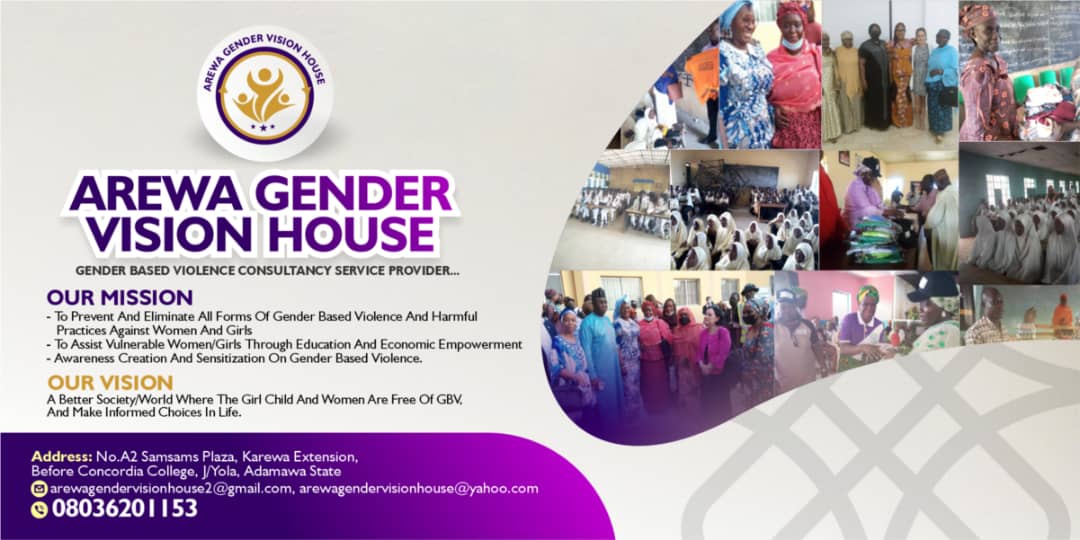 AREWA GENDER VISION HOUSE
AREWA GENDER
VISION HOUSE
GENDER BASED VIOLENCE CONSULTANCY SERVICE PROVIDER...
OUR MISSION
- To Prevent And Eliminate All Forms Of Gender Based Violence And Harmful
Practices Against Women And Girls
- To Assist Vulnerable Women/Girls Through Education And Economic Empowerment
- Awareness Creation And Sensitization On Gender Based Violence.
OUR VISION
A Better Society/World Where The Girl Child And Women Are Free Of GBV,
And Make Informed Choices In Life.
Address: No.A2 Samsams Plaza, Karewa Extension,
Before Concordia College, J/Yola, Adamawa State
arewagendervisionhouse2@gmail.com, arewagendervisionhouse@yahoo.com
08036201153